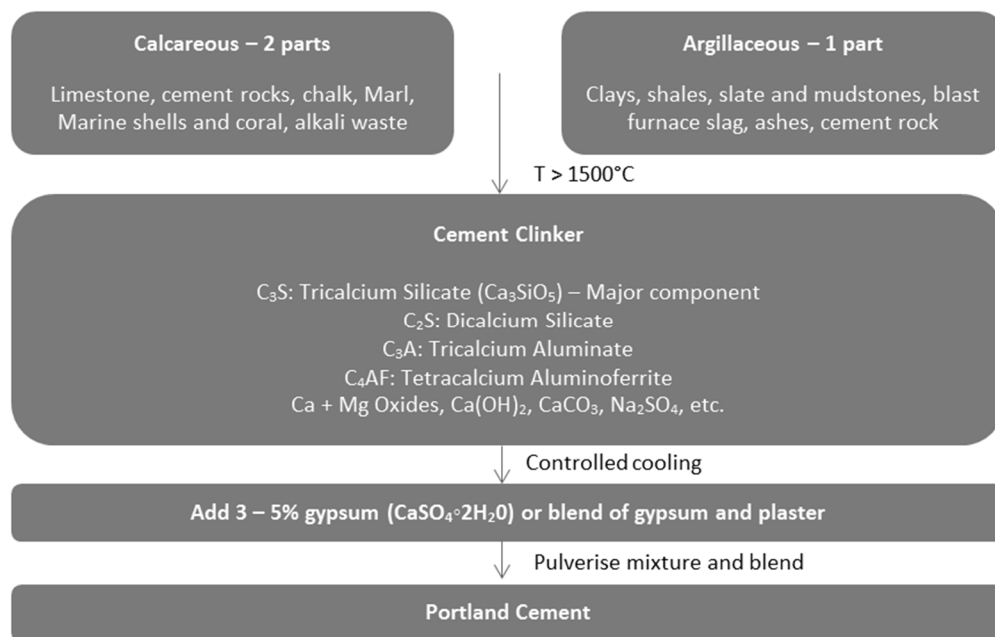 Calcareous – 2 parts
Limestone, cement rocks, chalk, Marl,
Marine shells and coral, alkali waste
Argillaceous – 1 part
Clays, shales, slate and mudstones, blast
furnace slag, ashes, cement rock
T > 1500°C
Cement Clinker
C₃S: Tricalcium Silicate (Ca₃SiO₅) – Major component
C₂S: Dicalcium Silicate
C₃A: Tricalcium Aluminate
C₄AF: Tetracalcium Aluminoferrite
Ca + Mg Oxides, Ca(OH)₂, CaCO₃, Na₂SO₄, etc.
Controlled cooling
Add 3 – 5% gypsum (CaSO₄◦2H₂0) or blend of gypsum and plaster
Pulverise mixture and blend
Portland Cement